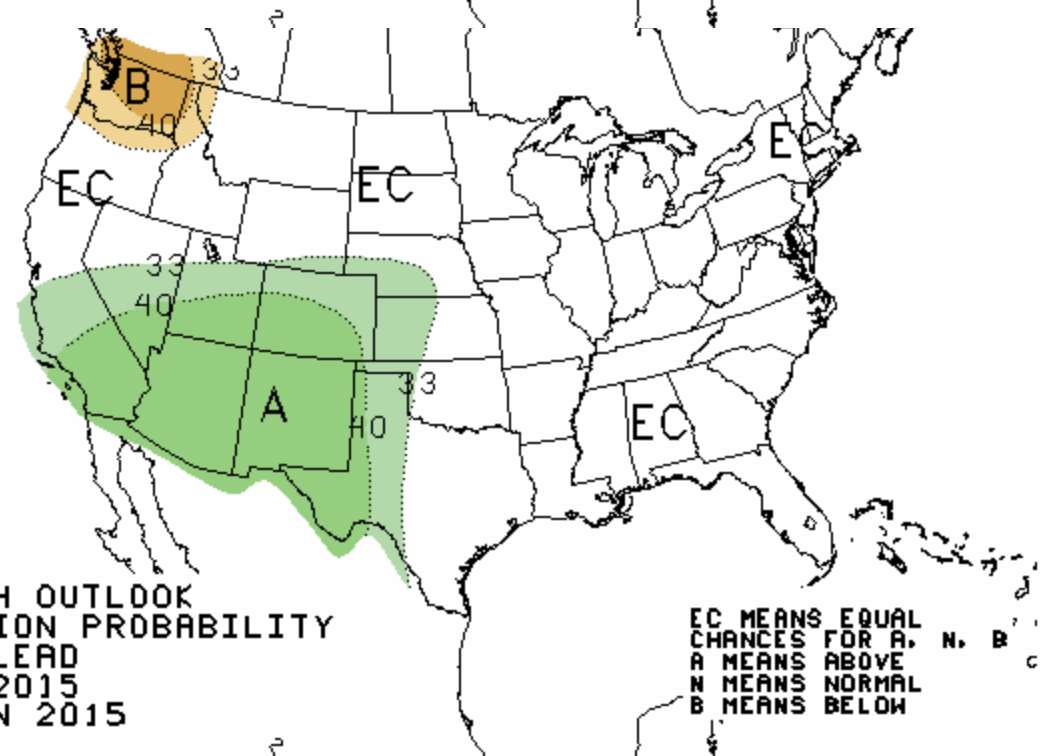 33
B
40
E
EC
EC
33
40
33
A
40
EC
H OUTLOOK
ION PROBABILITY
LEAD
2015
N 2015
EC MEANS EQUAL
CHANCES FOR A, N, B
A MEANS ABOVE
N MEANS NORMAL
B MEANS BELOW